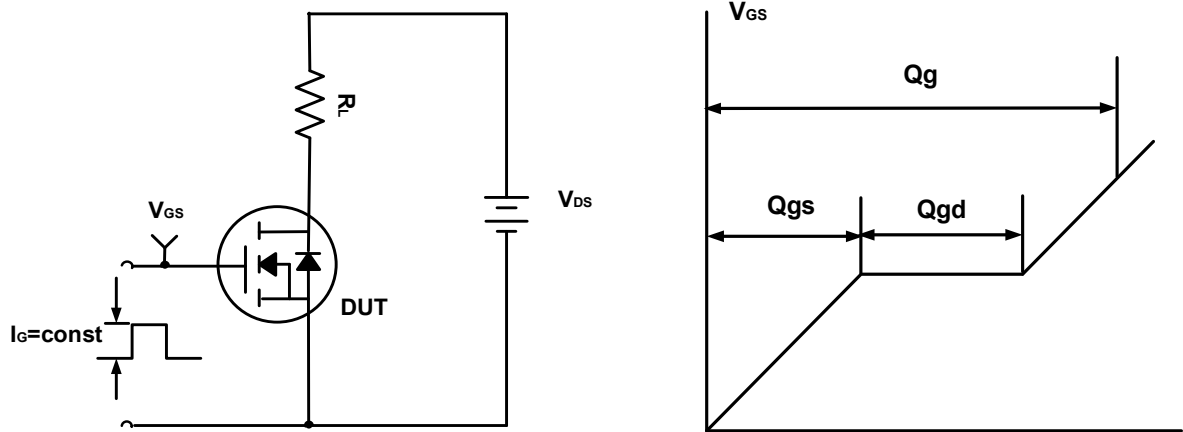 RL
VGS
VDS
DUT
IG=const
VGS
Qg
Qgs
Qgd